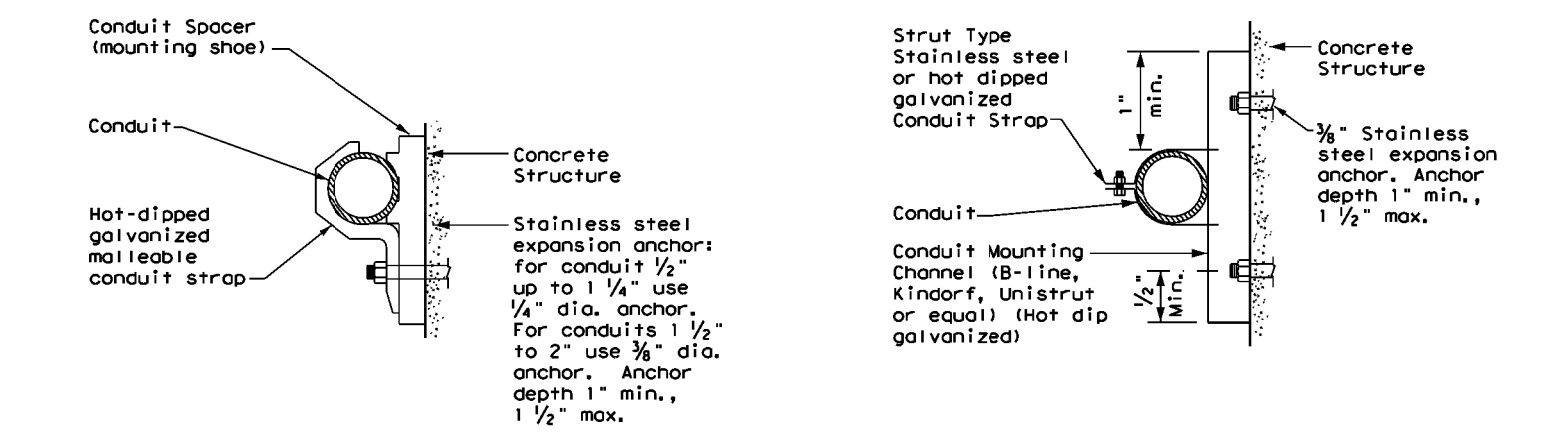 Conduit Spacer
(mounting shoe)
Conduit
Hot-dipped
galvanized
malleable
conduit strap
Concrete
Structure
Stainless steel
expansion anchor:
for conduit ½"
up to 1 ¼" use
¼" dia. anchor.
For conduits 1 ½"
to 2" use ⅜" dia.
anchor. Anchor
depth 1" min.,
1 ½" max.
Strut Type
Stainless steel
or hot dipped
galvanized
Conduit Strap
Conduit
Conduit Mounting
Channel (B-line,
Kindorf, Unistrut
or equal) (Hot dip
galvanized)
1"
min.
½"
Min.
Concrete
Structure
⅜" Stainless
steel expansion
anchor. Anchor
depth 1" min.,
1 ½" max.